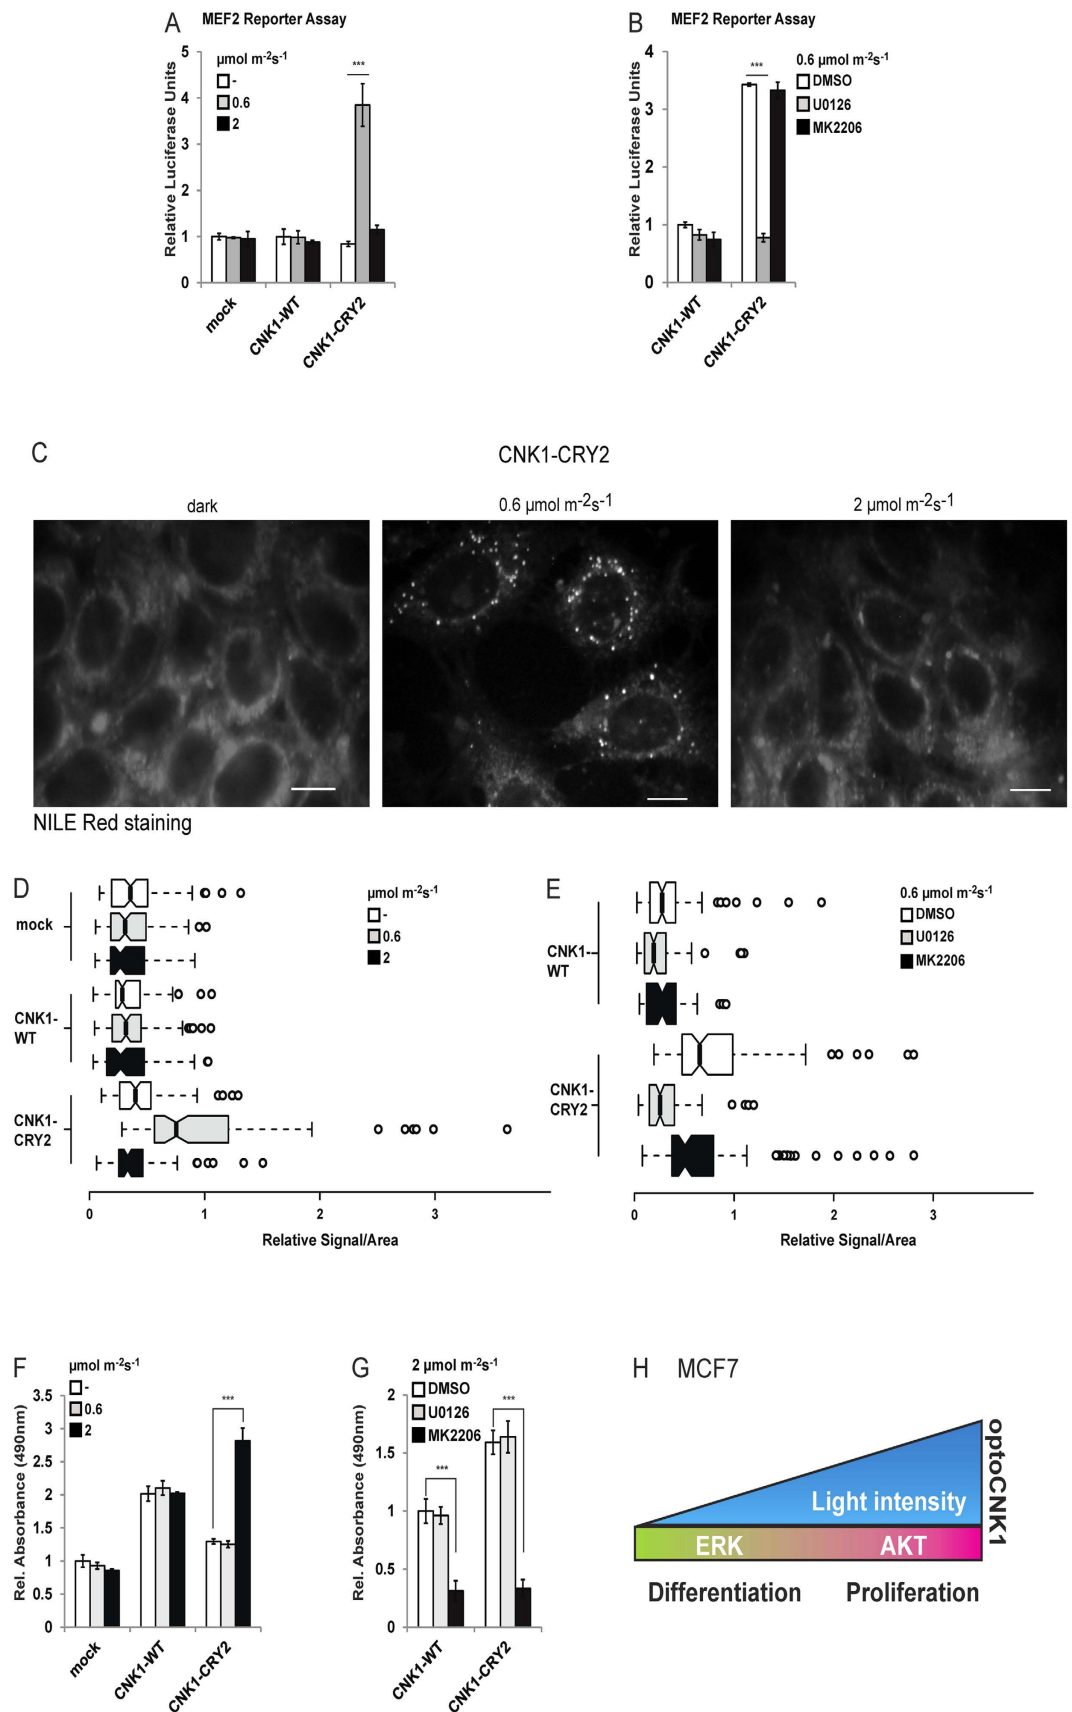 A MEF2 Reporter Assay
µmol m-2s-1
-
0.6
2
***
Relative Luciferase Units
5
4
3
2
1
0
mock
CNK1-WT
CNK1-CRY2
B MEF2 Reporter Assay
0.6 µmol m-2s-1
DMSO
U0126
MK2206
***
Relative Luciferase Units
4
3
2
1
0
CNK1-WT
CNK1-CRY2
C CNK1-CRY2
dark 0.6 µmol m-2s-1 2 µmol m-2s-1
NILE Red staining
D
µmol m-2s-1
-
0.6
2
mock
CNK1-
WT
CNK1-
CRY2
0 1 2 3
Relative Signal/Area
E
0.6 µmol m-2s-1
DMSO
U0126
MK2206
CNK1-
WT
CNK1-
CRY2
0 1 2 3
Relative Signal/Area
F
µmol m-2s-1
-
0.6
2
***
Rel. Absorbance (490nm)
3.5
3
2.5
2
1.5
1
0.5
0
mock
CNK1-WT
CNK1-CRY2
G
2 µmol m-2s-1
DMSO
U0126
MK2206
***
***
Rel. Absorbance (490nm)
2
1.5
1
0.5
0
CNK1-WT
CNK1-CRY2
H MCF7
optoCNK1
Light intensity
ERK AKT
Differentiation Proliferation